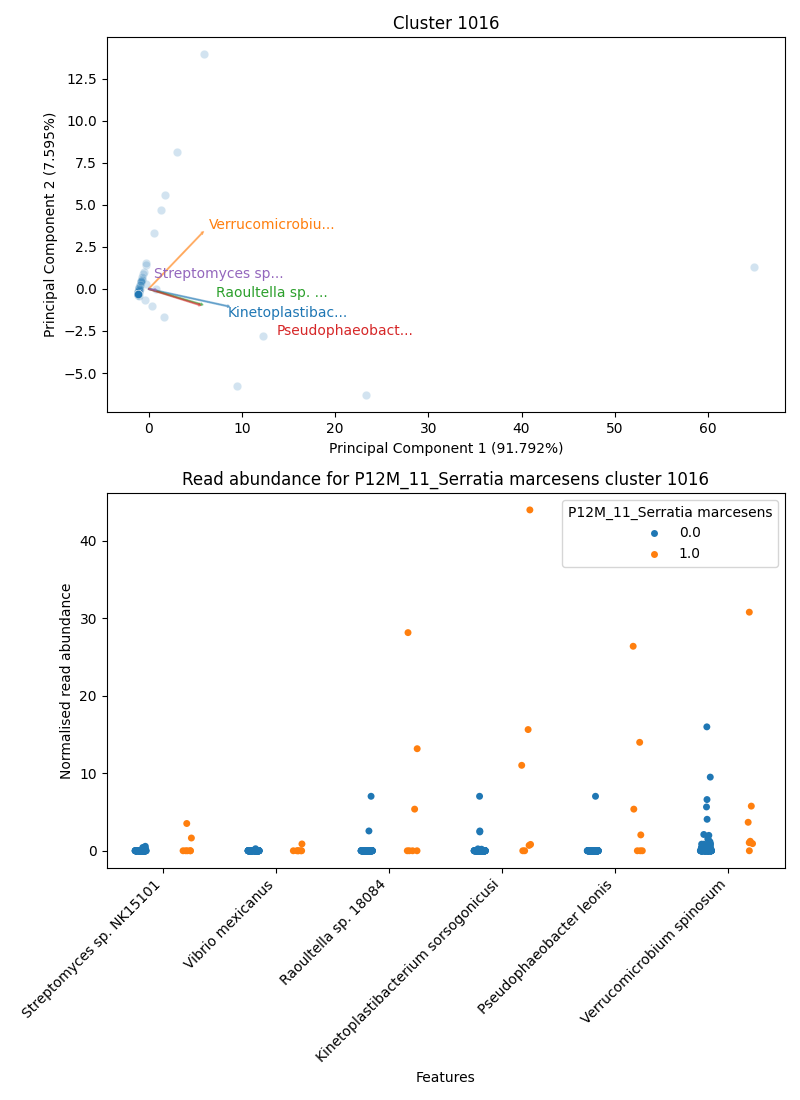 Cluster 1016
Principal Component 2 (7.595%)
12.5
10.0
7.5
5.0
2.5
0.0
−2.5
−5.0
Verrucomicrobiu...
Streptomyces sp...
Raoultella sp. ...
Kinetoplastibac...
Pseudophaeobact...
0 10 20 30 40 50 60
Principal Component 1 (91.792%)
Read abundance for P12M_11_Serratia marcesens cluster 1016
Normalised read abundance
40
30
20
10
0
P12M_11_Serratia marcesens
0.0
1.0
Streptomyces sp. NK15101
Vibrio mexicanus
Raoultella sp. 18084
Kinetoplastibacterium sorsogonicusi
Pseudophaeobacter leonis
Verrucomicrobium spinosum
Features